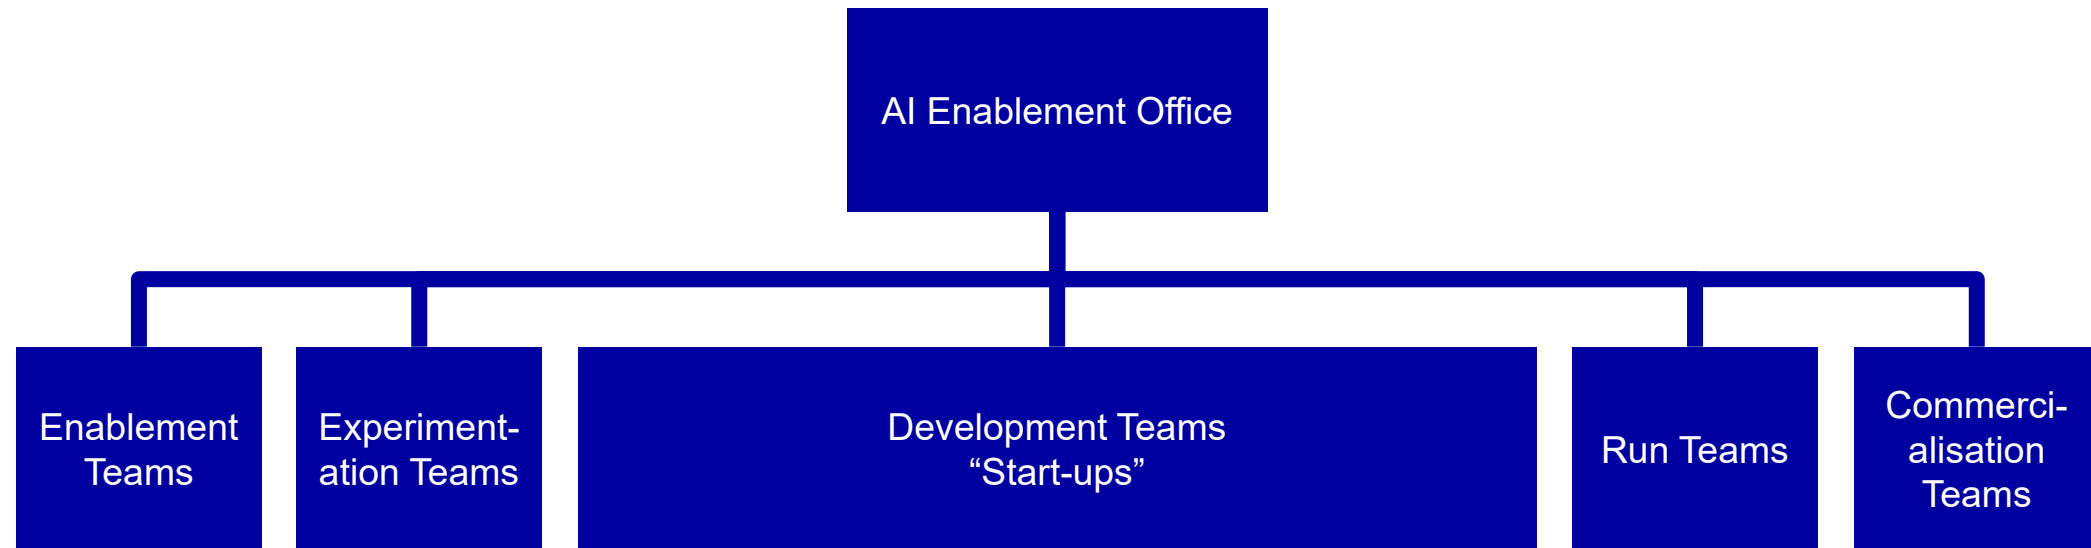 AI Enablement Office
Enablement
Teams
Experiment-
ation Teams
Development Teams
“Start-ups”
Run Teams
Commerci-
alisation
Teams